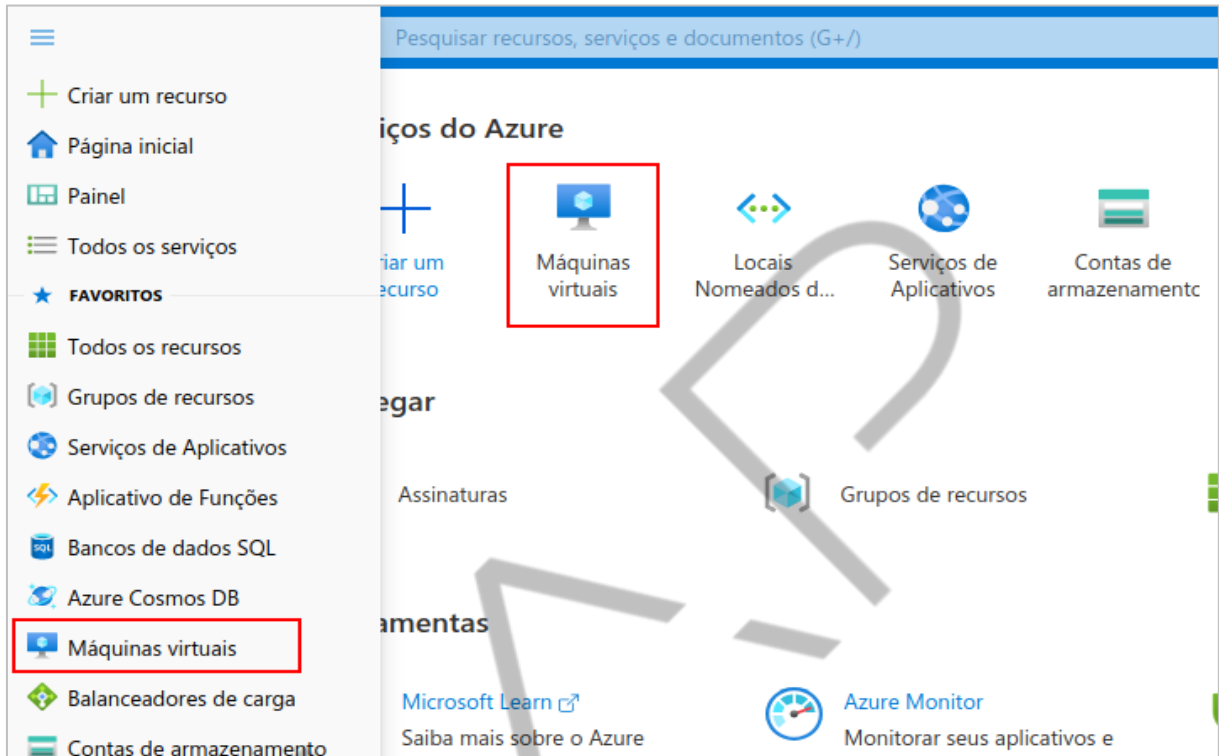 Pesquisar recursos, serviços e documentos (G+/)
Criar um recurso
Página inicial
Painel
Todos os serviços
FAVORITOS
Todos os recursos
Grupos de recursos
Serviços de Aplicativos
Aplicativo de Funções
SQL
Bancos de dados SQL
Azure Cosmos DB
Máquinas virtuais
Balanceadores de carga
Contas de armazenamento
iços do Azure
riar um
ecurso
Máquinas
virtuais
Locais
Nomeados d...
Serviços de
Aplicativos
Contas de
armazenamentc
egar
Assinaturas
Grupos de recursos
amentas
Microsoft Learn
Saiba mais sobre o Azure
Azure Monitor
Monitorar seus aplicativos e